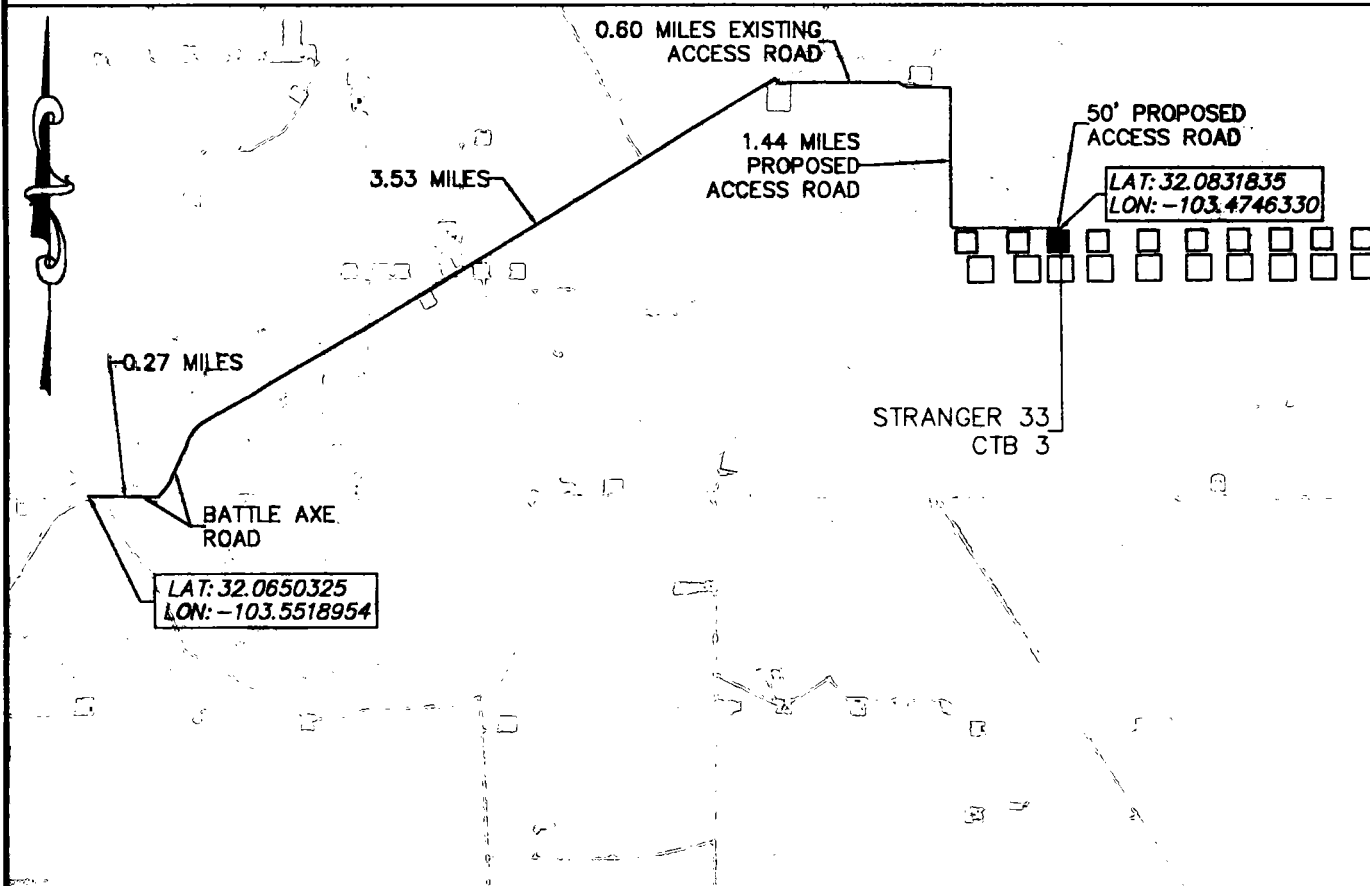 0.60 MILES EXISTING
ACCESS ROAD
50' PROPOSED
ACCESS ROAD
1.44 MILES
PROPOSED
ACCESS ROAD
3.53 MILES
LAT: 32.0831835
LON: -103.4746330
0.27 MILES
STRANGER 33
CTB 3
BATTLE AXE
ROAD
LAT: 32.0650325
LON: -103.5518954